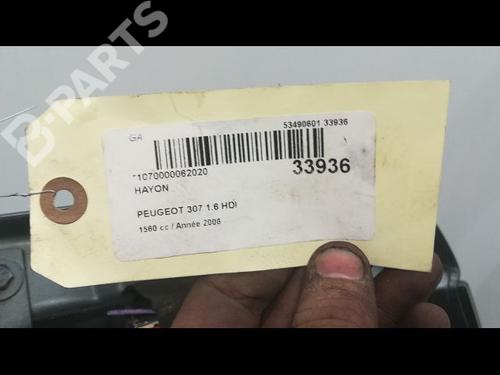 B-PARTS
GA
53490601 33936
*1070000062020
33936
HAYON
PEUGEOT 307 1.6 HDI
1560 cc / Année 2006